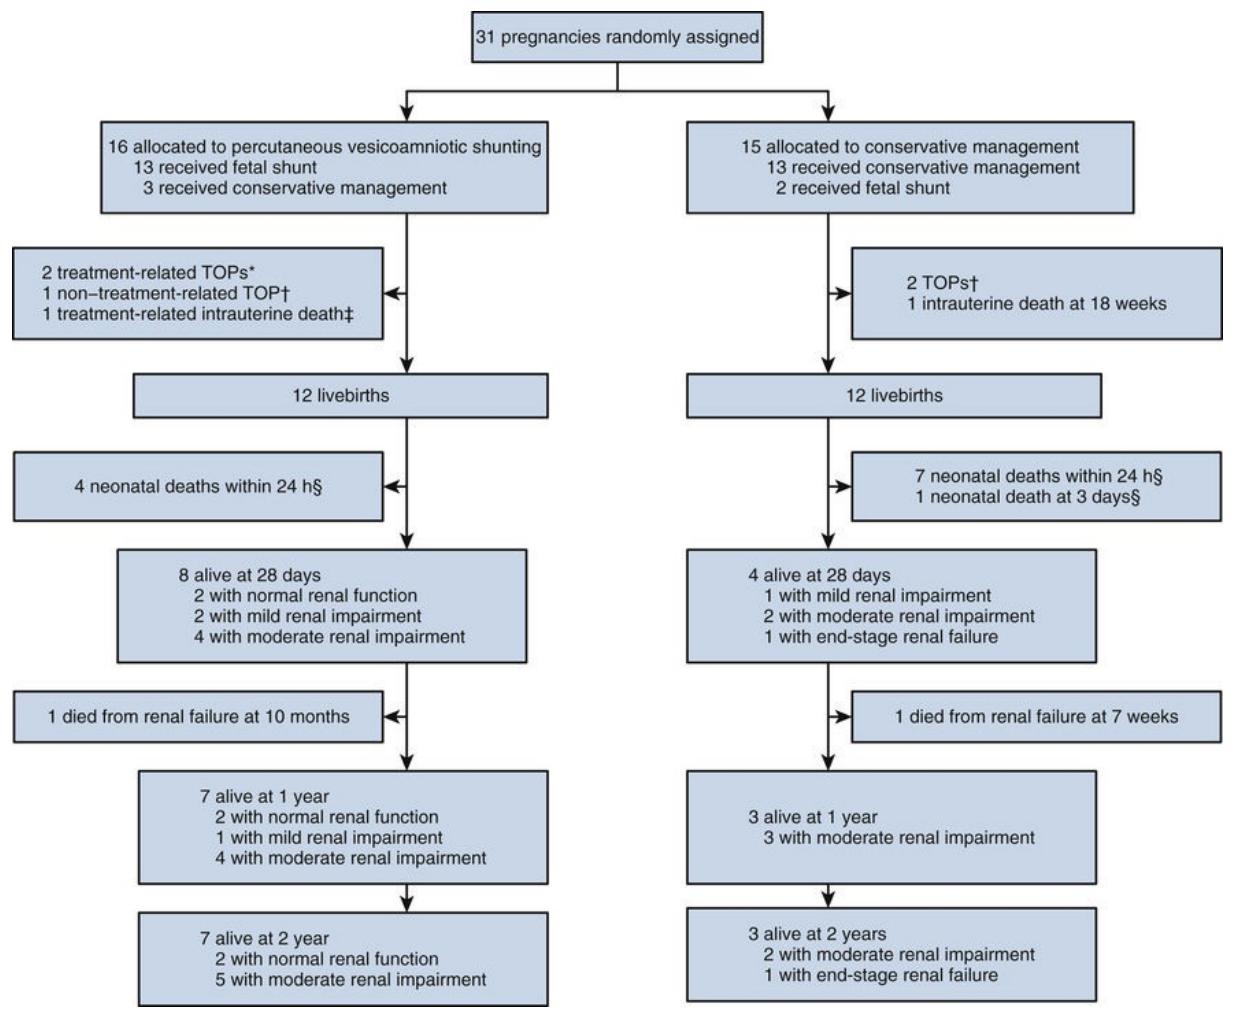 31 pregnancies randomly assigned
16 allocated to percutaneous vesicoamniotic shunting
13 received fetal shunt
3 received conservative management
15 allocated to conservative management
13 received conservative management
2 received fetal shunt
2 treatment-related TOPs*
1 non–treatment-related TOP†
1 treatment-related intrauterine death‡
2 TOPs†
1 intrauterine death at 18 weeks
12 livebirths
12 livebirths
4 neonatal deaths within 24 h§
7 neonatal deaths within 24 h§
1 neonatal death at 3 days§
8 alive at 28 days
2 with normal renal function
2 with mild renal impairment
4 with moderate renal impairment
4 alive at 28 days
1 with mild renal impairment
2 with moderate renal impairment
1 with end-stage renal failure
1 died from renal failure at 10 months
1 died from renal failure at 7 weeks
7 alive at 1 year
2 with normal renal function
1 with mild renal impairment
4 with moderate renal impairment
3 alive at 1 year
3 with moderate renal impairment
7 alive at 2 year
2 with normal renal function
5 with moderate renal impairment
3 alive at 2 years
2 with moderate renal impairment
1 with end-stage renal failure